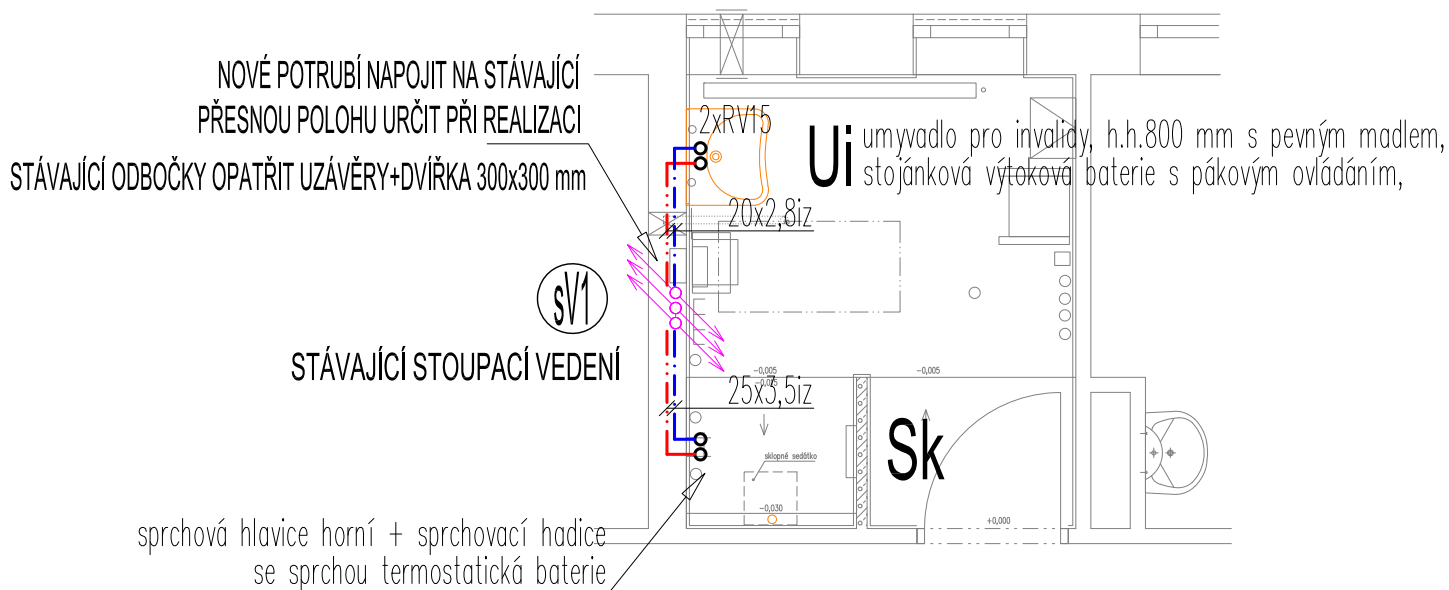 NOVÉ POTRUBÍ NAPOJIT NA STÁVAJÍCÍ
PŘESNOU POLOHU URČIT PŘI REALIZACI
STÁVAJÍCÍ ODBOČKY OPATŘIT UZÁVĚRY+DVÍŘKA 300x300 mm
2xRV15
Ui
umyvadlo pro invalidy, h.h.800 mm s pevným madlem,
stojánková výtoková baterie s pákovým ovládáním,
20x2,8iz
sV1
STÁVAJÍCÍ STOUPACÍ VEDENÍ
-0,005
-0,015
-0,005
25x3,5iz
Sk
sklopné sedátko
-0,030
+0,000
sprchová hlavice horní + sprchovací hadice
se sprchou termostatická baterie